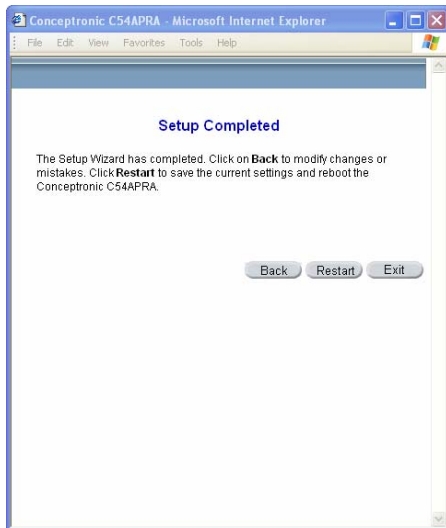 Conceptronic C54APRA - Microsoft Internet Explorer
File Edit View Favorites Tools Help
Setup Completed
The Setup Wizard has completed. Click on Back to modify changes or
mistakes. Click Restart to save the current settings and reboot the
Conceptronic C54APRA.
Back Restart Exit